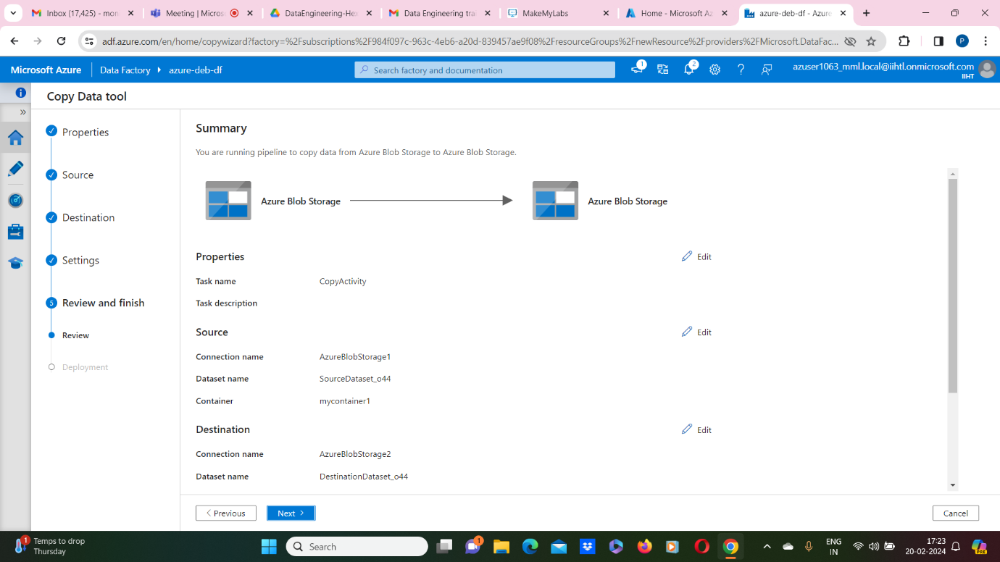 Inbox (17,425) - mon
Meeting | Micros
DataEngineering-Hex
Data Engineering trai
MakeMyLabs
Home - Microsoft Az
azure-deb-df - Azure
adf.azure.com/en/home/copywizard?factory=%2Fsubscriptions%2F984f097c-963c-4eb6-a20d-839457ae9f08%2FresourceGroups%2FnewResource%2Fproviders%2FMicrosoft.DataFac...
P
Microsoft Azure
Data Factory
azure-deb-df
Search factory and documentation
1
2
azuser1063_mml.local@iihtl.onmicrosoft.com
IIHT
Copy Data tool
Properties
Source
Destination
Settings
5
Review and finish
Review
Deployment
Summary
You are running pipeline to copy data from Azure Blob Storage to Azure Blob Storage.
Azure Blob Storage
Azure Blob Storage
Properties
Edit
Task name CopyActivity
Task description
Source
Edit
Connection name AzureBlobStorage1
Dataset name SourceDataset_o44
Container mycontainer1
Destination
Edit
Connection name AzureBlobStorage2
Dataset name DestinationDataset_o44
Previous
Next
Cancel
1
Temps to drop
Thursday
Search
1
ENG
IN
17:23
20-02-2024
PRE